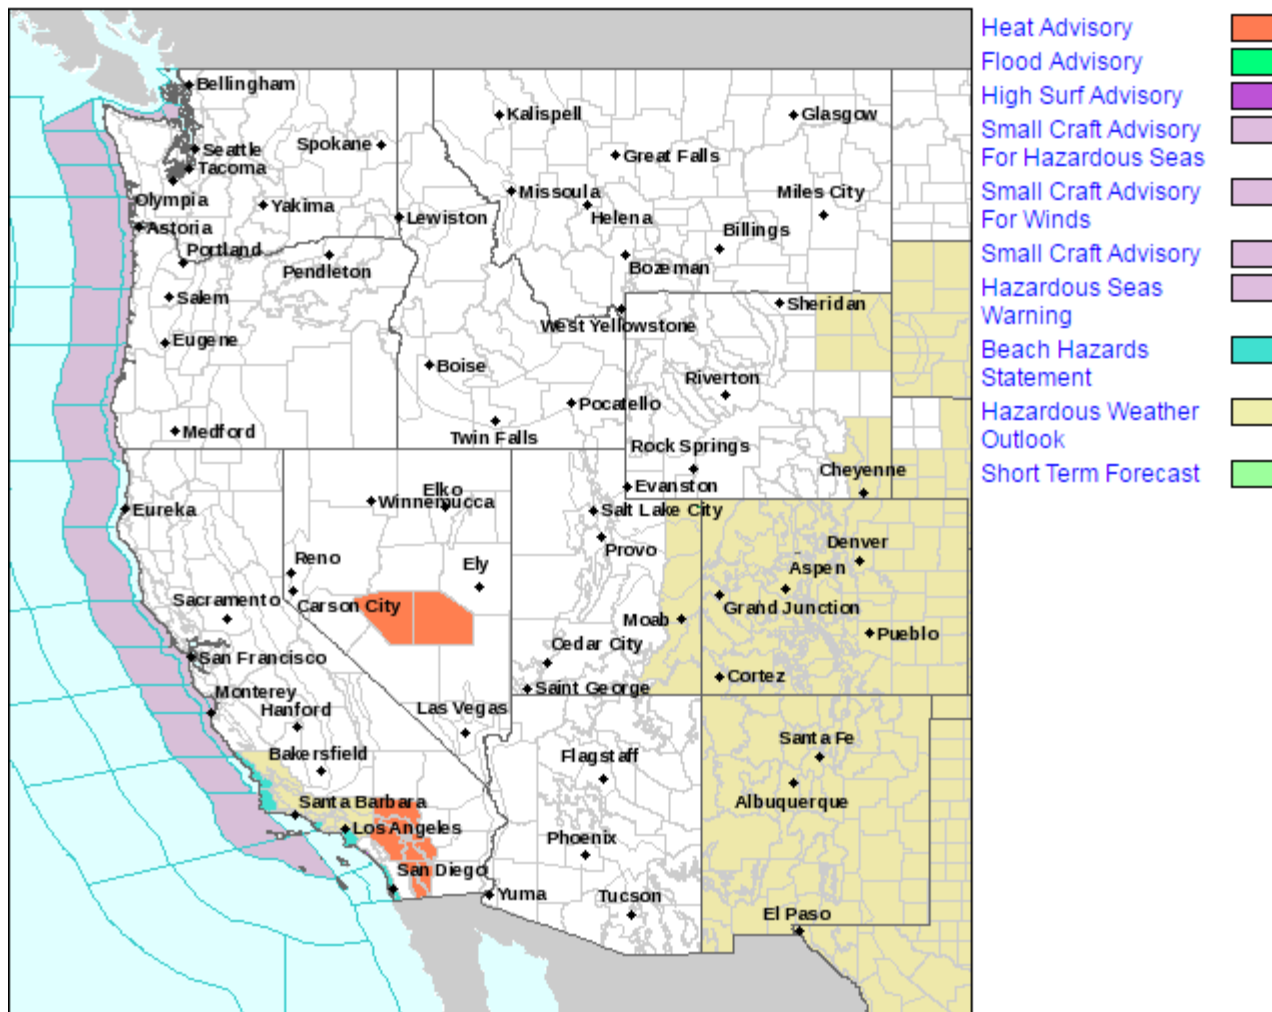 Bellingham
Kalispell
Glasgow
Spokane
Seattle
Great Falls
Tacoma
Missoula
Miles City
Olympia
Yakima
Helena
Lewiston
Astoria
Billings
Portland
Pendleton
Bozeman
Salem
Sheridan
West Yellowstone
Eugene
Boise
Riverton
Pocatello
Medford
Twin Falls
Rock Springs
Cheyenne
Elko
Evanston
Winnemucca
Eureka
Salt Lake City
Provo
Denver
Reno
Ely
Aspen
Sacramento
Carson City
Grand Junction
Moab
Pueblo
Cedar City
San Francisco
Cortez
Saint George
Monterey
Hanford
Las Vegas
Santa Fe
Bakersfield
Flagstaff
Santa Barbara
Albuquerque
Los Angeles
Phoenix
San Diego
Yuma
Tucson
El Paso
Heat Advisory
Flood Advisory
High Surf Advisory
Small Craft Advisory
For Hazardous Seas
Small Craft Advisory
For Winds
Small Craft Advisory
Hazardous Seas
Warning
Beach Hazards
Statement
Hazardous Weather
Outlook
Short Term Forecast